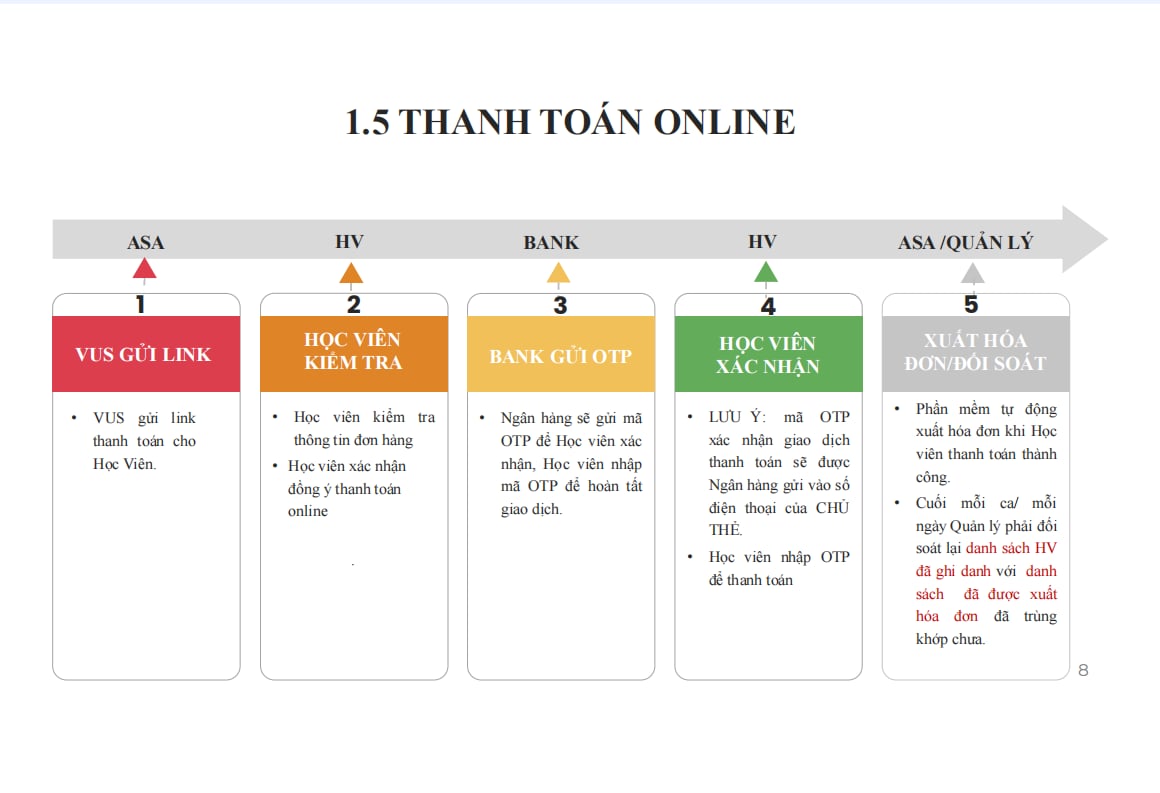 1.5 THANH TOÁN ONLINE
ASA
HV
BANK
HV
ASA /QUẢN LÝ
1
VUS GỬI LINK
• VUS gửi link
thanh toán cho
Học Viên.
2
HỌC VIÊN
KIỂM TRA
• Học viên kiểm tra
thông tin đơn hàng
• Học viên xác nhận
đồng ý thanh toán
online
.
3
BANK GỬI OTP
• Ngân hàng sẽ gửi mã
OTP để Học viên xác
nhận, Học viên nhập
mã OTP để hoàn tất
giao dịch.
4
HỌC VIÊN
XÁC NHẬN
• LƯU Ý: mã OTP
xác nhận giao dịch
thanh toán sẽ được
Ngân hàng gửi vào số
điện thoại của CHỦ
THẺ.
• Học viên nhập OTP
để thanh toán
5
XUẤT HÓA
ĐƠN/ĐỐI SOÁT
• Phần mềm tự động
xuất hóa đơn khi Học
viên thanh toán thành
công.
• Cuối mỗi ca/ mỗi
ngày Quản lý phải đối
soát lại danh sách HV
đã ghi danh với danh
sách đã được xuất
hóa đơn đã trùng
khớp chưa.
8